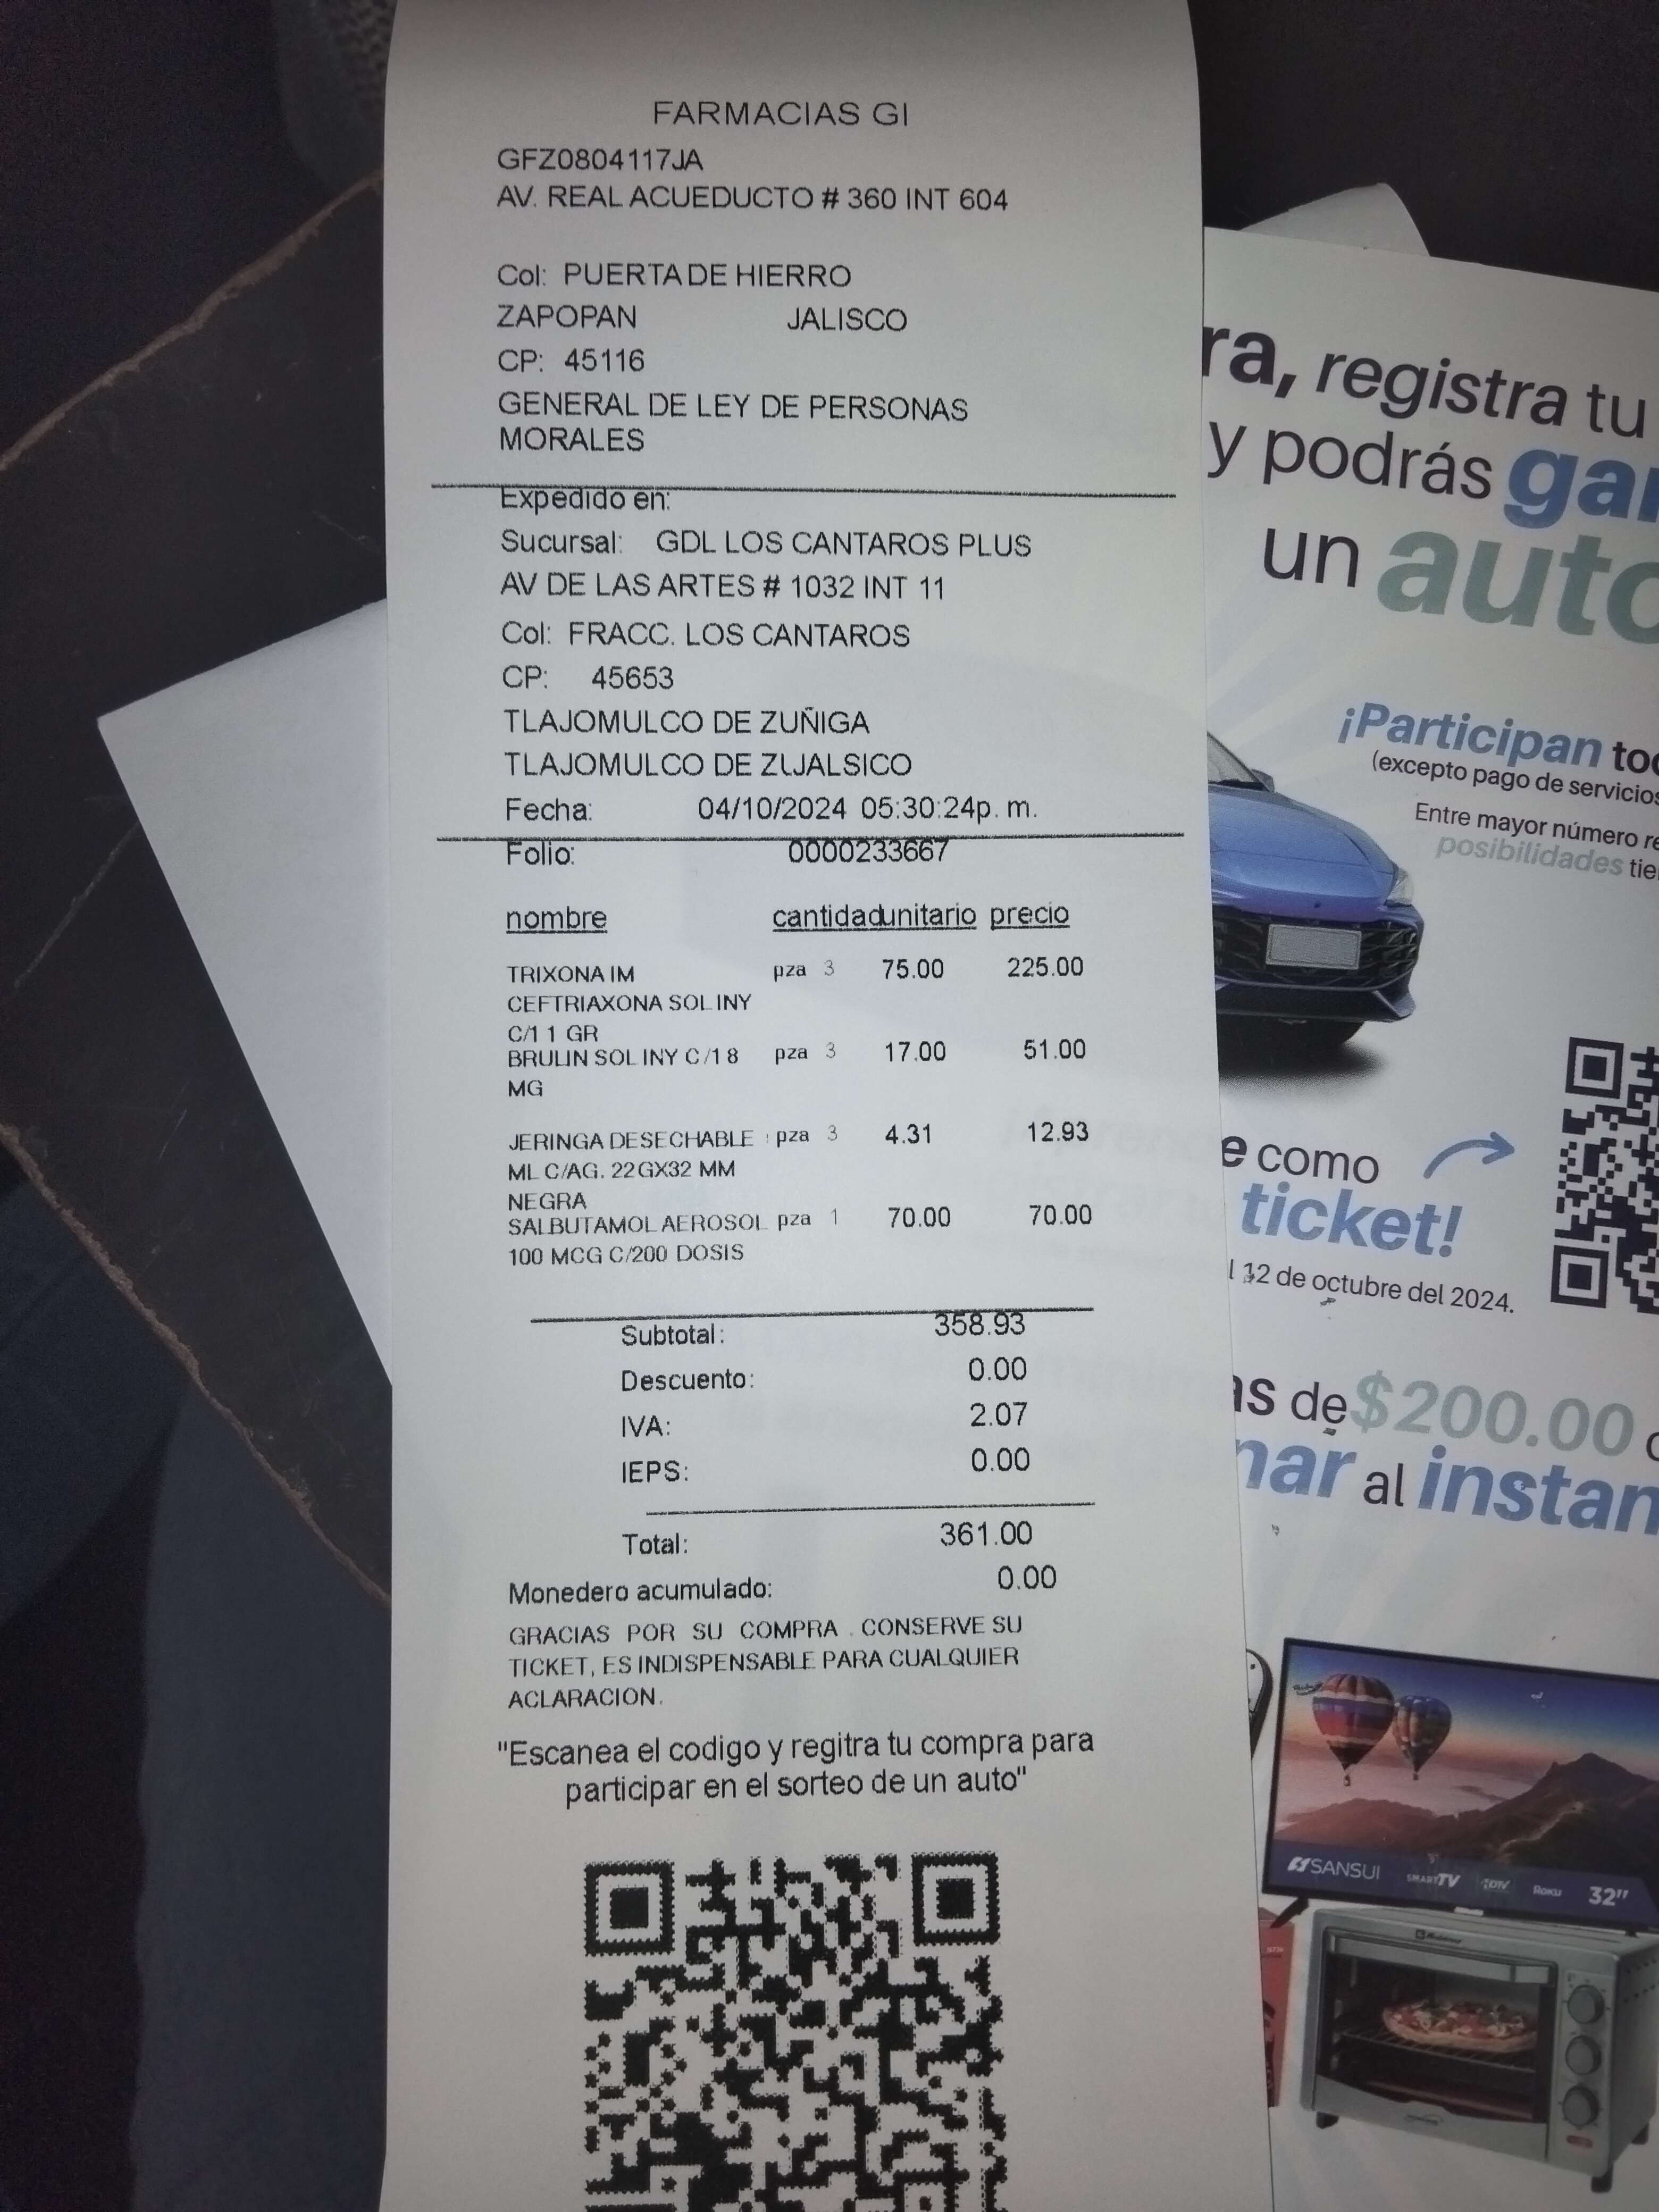 FARMACIAS GI
GFZ0804117JA
AV. REAL ACUEDUCTO # 360 INT 604
Col: PUERTA DE HIERRO
ZAPOPAN JALISCO
CP: 45116
GENERAL DE LEY DE PERSONAS
MORALES
Expedido en:
Sucursal: GDL LOS CANTAROS PLUS
AV DE LAS ARTES # 1032 INT 11
Col: FRACC. LOS CANTAROS
CP: 45653
TLAJOMULCO DE ZUÑIGA
TLAJOMULCO DE ZUJALSICO
Fecha: 04/10/2024 05:30:24p. m.
Folio: 0000233667
nombre cantidad unitario precio
TRIXONA IM pza 3 75.00 225.00
CEFTRIAXONA SOL INY
C/1 1 GR
BRULIN SOL INY C/1 8 pza 3 17.00 51.00
MG
JERINGA DESECHABLE pza 3 4.31 12.93
ML C/AG. 22GX32 MM
NEGRA
SALBUTAMOL AEROSOL pza 1 70.00 70.00
100 MCG C/200 DOSIS
Subtotal: 358.93
Descuento: 0.00
IVA: 2.07
IEPS: 0.00
Total: 361.00
Monedero acumulado: 0.00
GRACIAS POR SU COMPRA . CONSERVE SU
TICKET, ES INDISPENSABLE PARA CUALQUIER
ACLARACION.
"Escanea el codigo y regitra tu compra para
participar en el sorteo de un auto"
registra tu
y podrás
un auto
¡Participan
(excepto pago de servicios
Entre mayor número
posibilidades
como
ticket!
12 de octubre del 2024.
de $200.00
al
SANSUI SMART TV HDTV Roku 32"